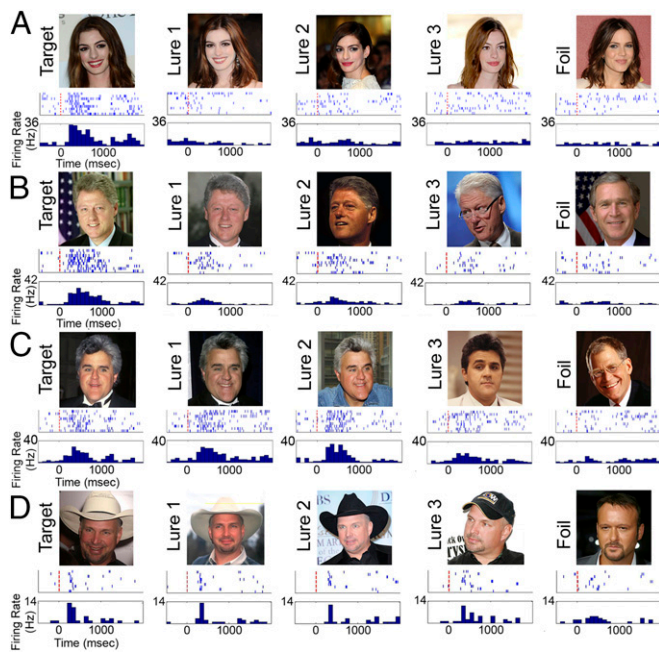 A
Target
Lure 1
Lure 2
Lure 3
Foil
36
36
36
36
36
Firing Rate
(Hz)
0 1000
0 1000
0 1000
0 1000
0 1000
Time (msec)
B
Target
Lure 1
Lure 2
Lure 3
Foil
42
42
42
42
42
Firing Rate
(Hz)
0 1000
0 1000
0 1000
0 1000
0 1000
Time (msec)
C
Target
Lure 1
Lure 2
Lure 3
Foil
40
40
40
40
40
Firing Rate
(Hz)
0 1000
0 1000
0 1000
0 1000
0 1000
Time (msec)
D
Target
Lure 1
Lure 2
Lure 3
Foil
14
14
14
14
14
Firing Rate
(Hz)
0 1000
0 1000
0 1000
0 1000
0 1000
Time (msec)